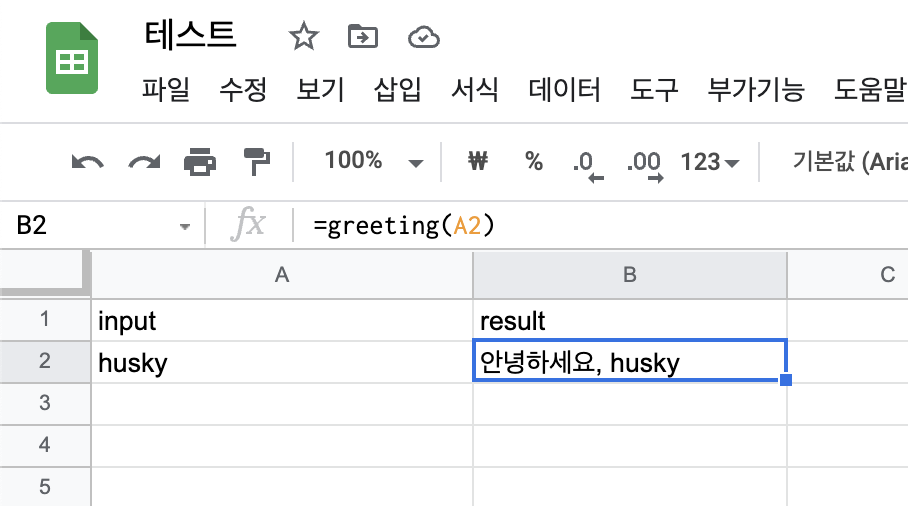 테스트
파일 수정 보기 삽입 서식 데이터 도구 부가기능 도움말
100% ₩ % .0 .00 123 기본값 (Aria
B2 fx =greeting(A2)
A B C
1 input result
2 husky 안녕하세요, husky
3
4
5